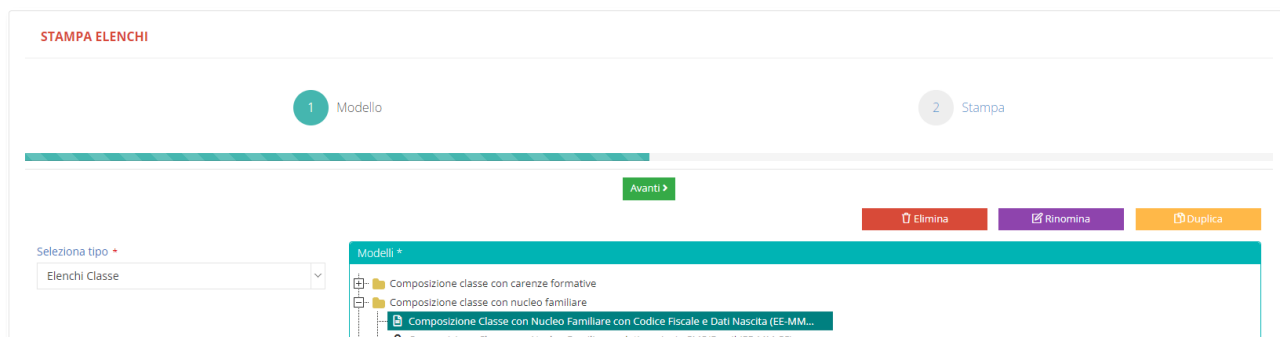 STAMPA ELENCHI
1 Modello
2 Stampa
Avanti
Elimina
Rinomina
Duplica
Seleziona tipo *
Elenchi Classe
Modelli *
Composizione classe con carenze formative
Composizione classe con nucleo familiare
Composizione Classe con Nucleo Familiare con Codice Fiscale e Dati Nascita (EE-MM...